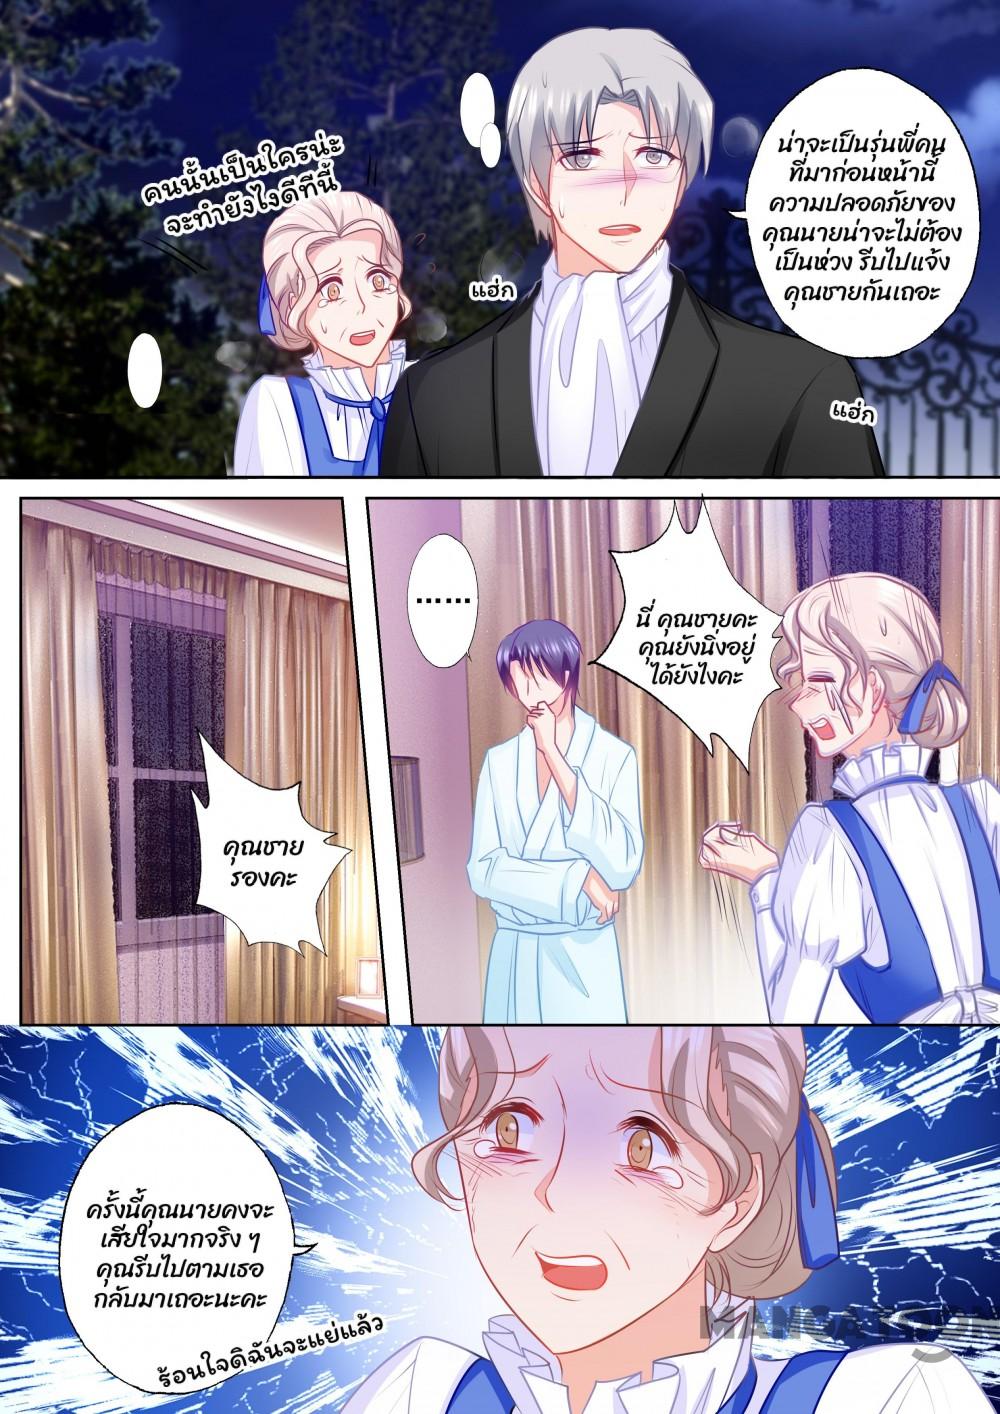 คนนั้นเป็นใครน่ะ
จะทำยังไงดีทีนี้
น่าจะเป็นรุ่นพี่คน
ที่มาก่อนหน้านี้
ความปลอดภัยของ
คุณนายน่าจะไม่ต้อง
เป็นห่วง รีบไปแจ้ง
คุณชายกันเถอะ
แฮ่ก
แฮ่ก
คุณชาย
รองคะ
......
นี่ คุณชายคะ
คุณยังนิ่งอยู่
ได้ยังไงคะ
ครั้งนี้คุณนายคงจะ
เสียใจมากจริง ๆ
คุณรีบไปตามเธอ
กลับมาเถอะนะคะ
ร้อนใจดิฉันจะแย่แล้ว
MANGATOON